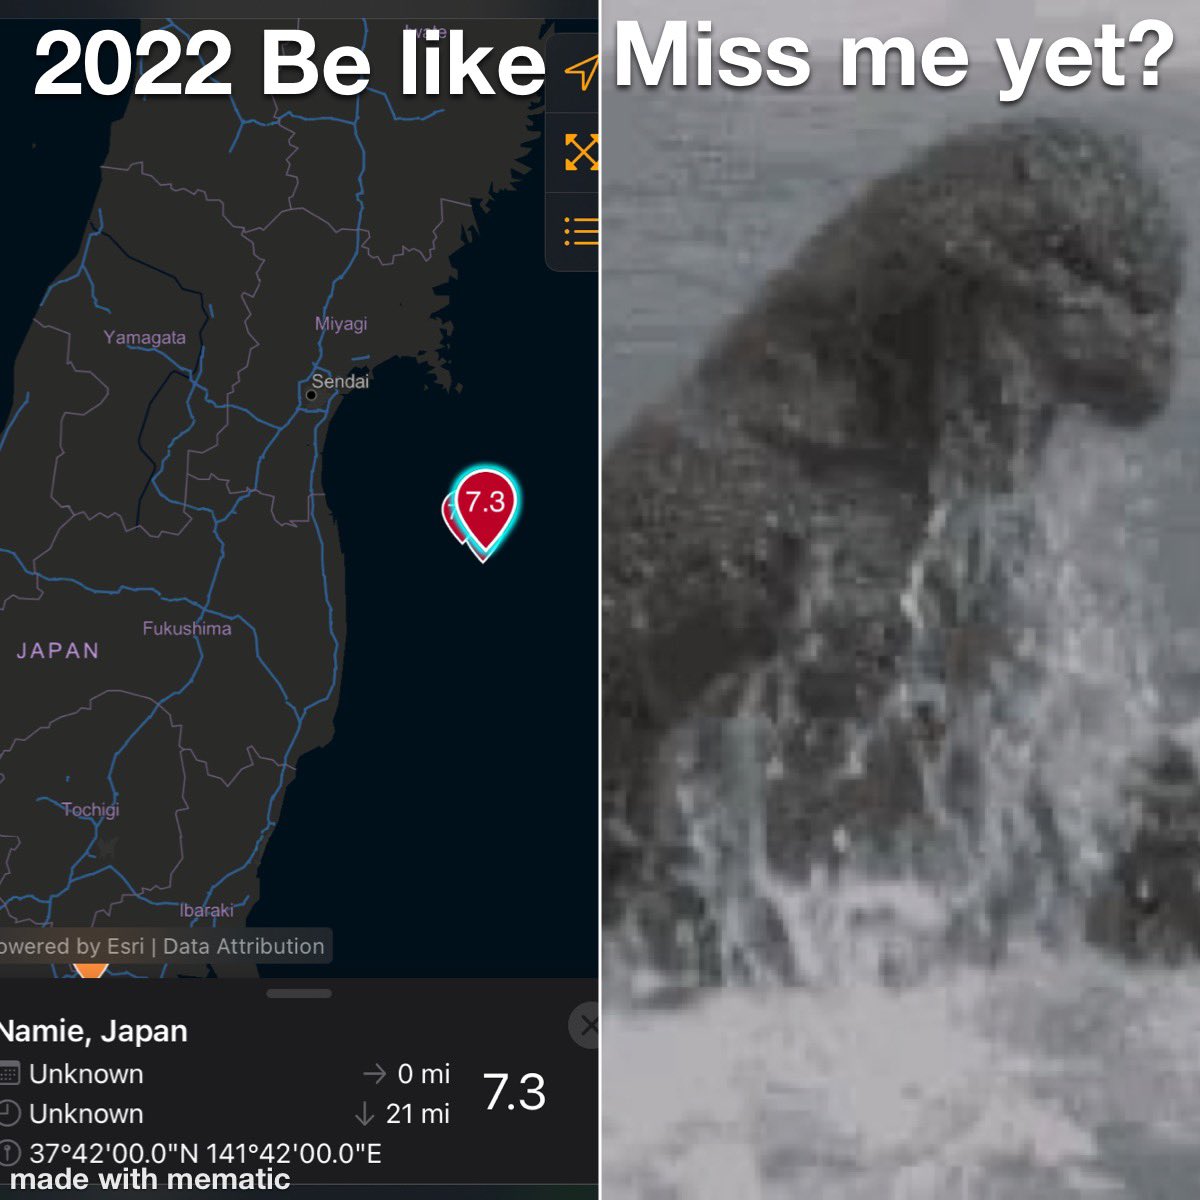 2022 Be like
Miss me yet?
Iwate
Yamagata
Miyagi
Sendai
7.3
7
JAPAN
Fukushima
Tochigi
Ibaraki
owered by Esri | Data Attribution
Namie, Japan
Unknown
0 mi
7.3
Unknown
21 mi
37°42'00.0"N 141°42'00.0"E
made with mematic